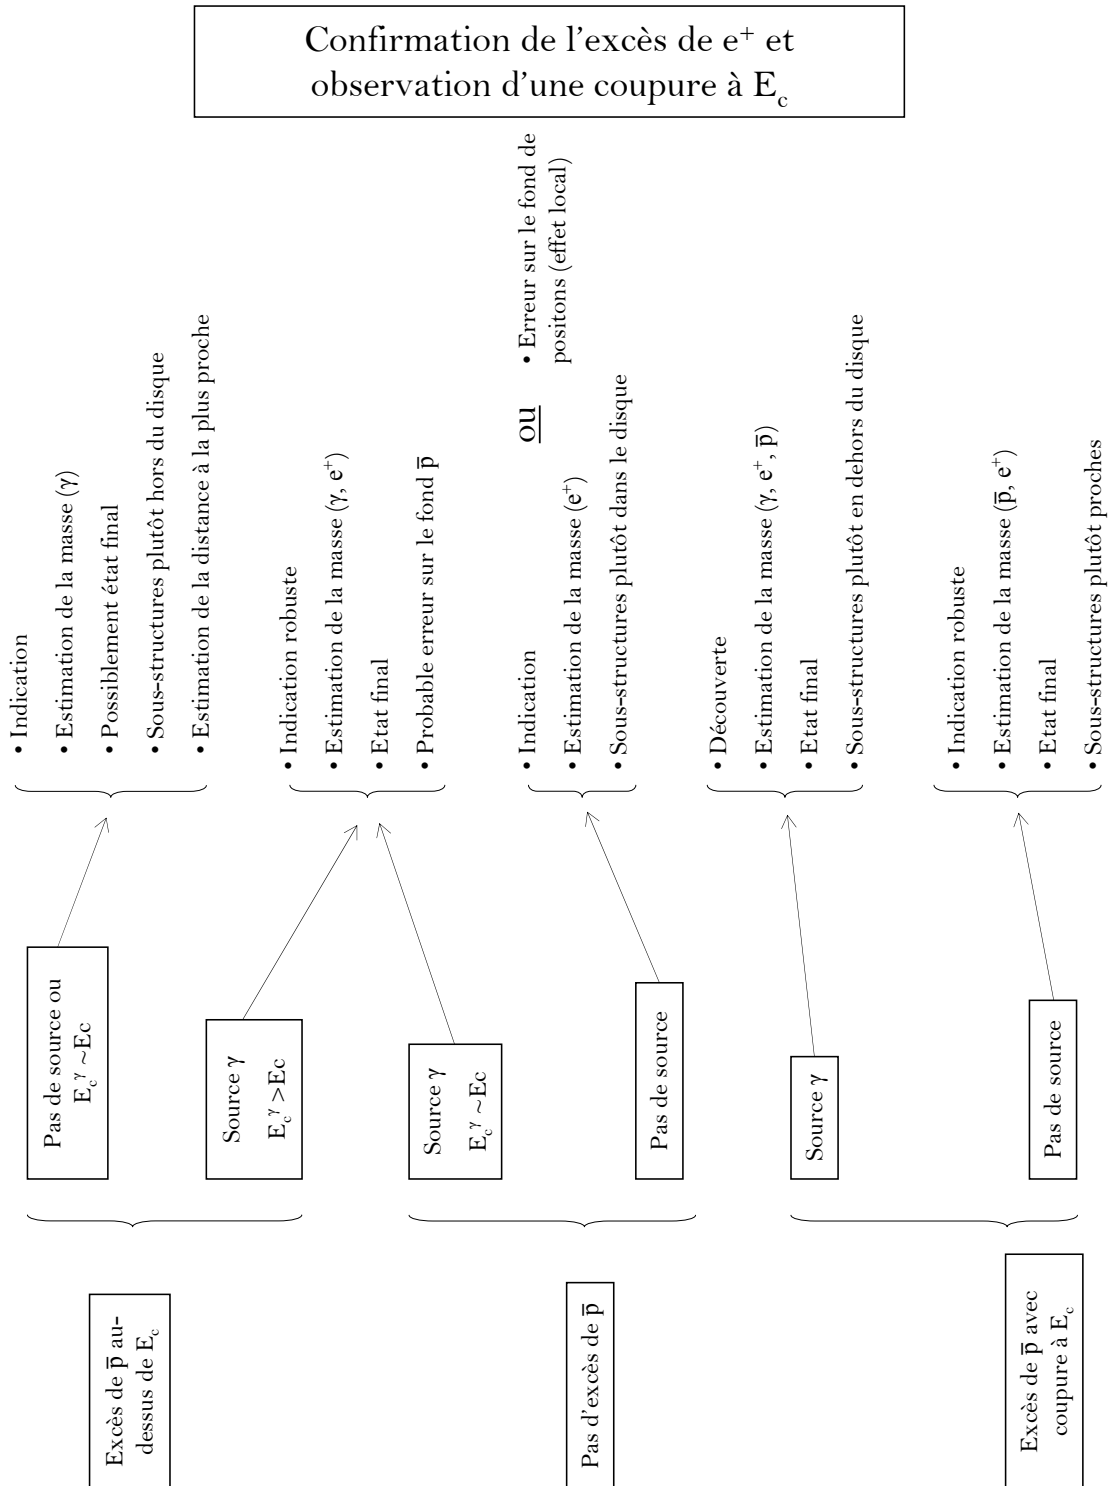 Confirmation de l'excès de e⁺ et
observation d'une coupure à E_c
Excès de p̅ au-
dessus de E_c
Pas de source ou
E_c^γ ~Ec
• Indication
• Estimation de la masse (γ)
• Possiblement état final
• Sous-structures plutôt hors du disque
• Estimation de la distance à la plus proche
Source γ
E_c^γ >Ec
• Indication robuste
• Estimation de la masse (γ, e⁺)
• Etat final
• Probable erreur sur le fond p̅
Pas d'excès de p̅
Source γ
E_c^γ ~Ec
Pas de source
• Indication
• Estimation de la masse (e⁺)
• Sous-structures plutôt dans le disque
ou
• Erreur sur le fond de
positons (effet local)
Excès de p̅ avec
coupure à E_c
Source γ
• Découverte
• Estimation de la masse (γ, e⁺, p̅)
• Etat final
• Sous-structures plutôt en dehors du disque
Pas de source
• Indication robuste
• Estimation de la masse (p̅, e⁺)
• Etat final
• Sous-structures plutôt proches